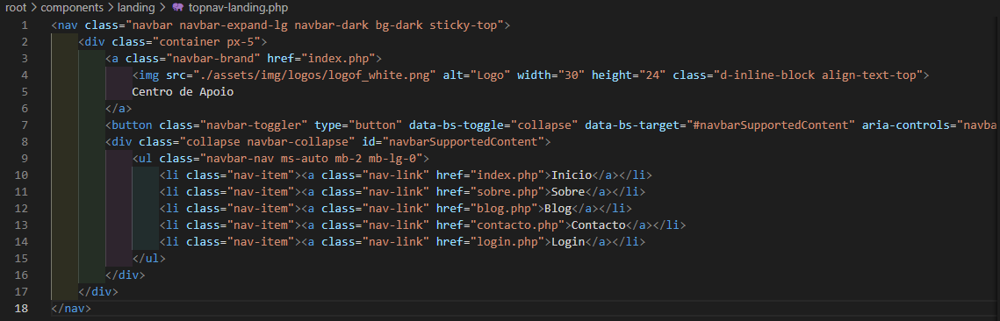 root > components > landing > topnav-landing.php
1 <nav class="navbar navbar-expand-lg navbar-dark bg-dark sticky-top">
2 <div class="container px-5">
3 <a class="navbar-brand" href="index.php">
4 <img src="./assets/img/logos/logof_white.png" alt="Logo" width="30" height="24" class="d-inline-block align-text-top">
5 Centro de Apoio
6 </a>
7 <button class="navbar-toggler" type="button" data-bs-toggle="collapse" data-bs-target="#navbarSupportedContent" aria-controls="navba
8 <div class="collapse navbar-collapse" id="navbarSupportedContent">
9 <ul class="navbar-nav ms-auto mb-2 mb-lg-0">
10 <li class="nav-item"><a class="nav-link" href="index.php">Inicio</a></li>
11 <li class="nav-item"><a class="nav-link" href="sobre.php">Sobre</a></li>
12 <li class="nav-item"><a class="nav-link" href="blog.php">Blog</a></li>
13 <li class="nav-item"><a class="nav-link" href="contacto.php">Contacto</a></li>
14 <li class="nav-item"><a class="nav-link" href="login.php">Login</a></li>
15 </ul>
16 </div>
17 </div>
18 </nav>